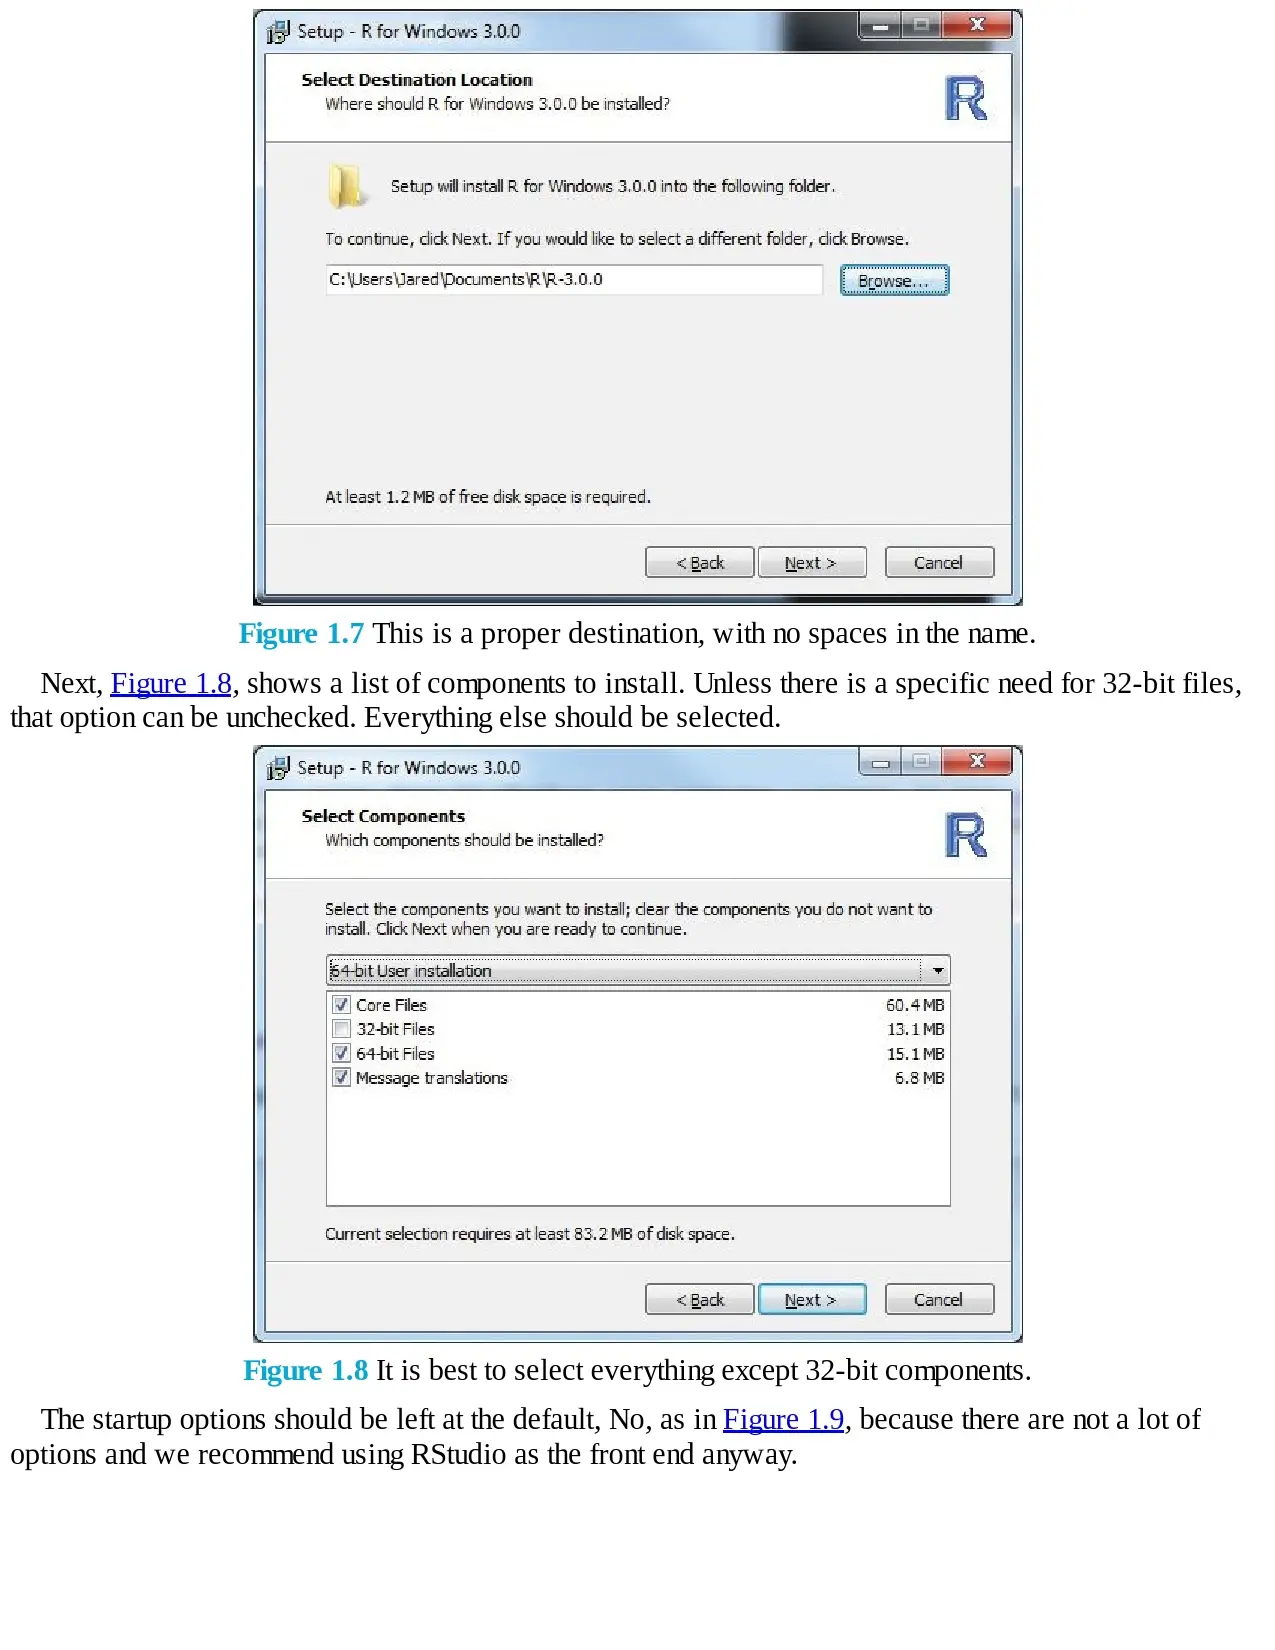 Setup - R for Windows 3.0.0
Select Destination Location
Where should R for Windows 3.0.0 be installed?
R
Setup will install R for Windows 3.0.0 into the following folder.
To continue, click Next. If you would like to select a different folder, click Browse.
C:\Users\Jared\Documents\R\R-3.0.0
Browse...
At least 1.2 MB of free disk space is required.
< Back Next > Cancel
Figure 1.7 This is a proper destination, with no spaces in the name.
Next, Figure 1.8, shows a list of components to install. Unless there is a specific need for 32-bit files,
that option can be unchecked. Everything else should be selected.
Setup - R for Windows 3.0.0
Select Components
Which components should be installed?
R
Select the components you want to install; clear the components you do not want to
install. Click Next when you are ready to continue.
64-bit User installation
Core Files 60.4 MB
32-bit Files 13.1 MB
64-bit Files 15.1 MB
Message translations 6.8 MB
Current selection requires at least 83.2 MB of disk space.
< Back Next > Cancel
Figure 1.8 It is best to select everything except 32-bit components.
The startup options should be left at the default, No, as in Figure 1.9, because there are not a lot of
options and we recommend using RStudio as the front end anyway.